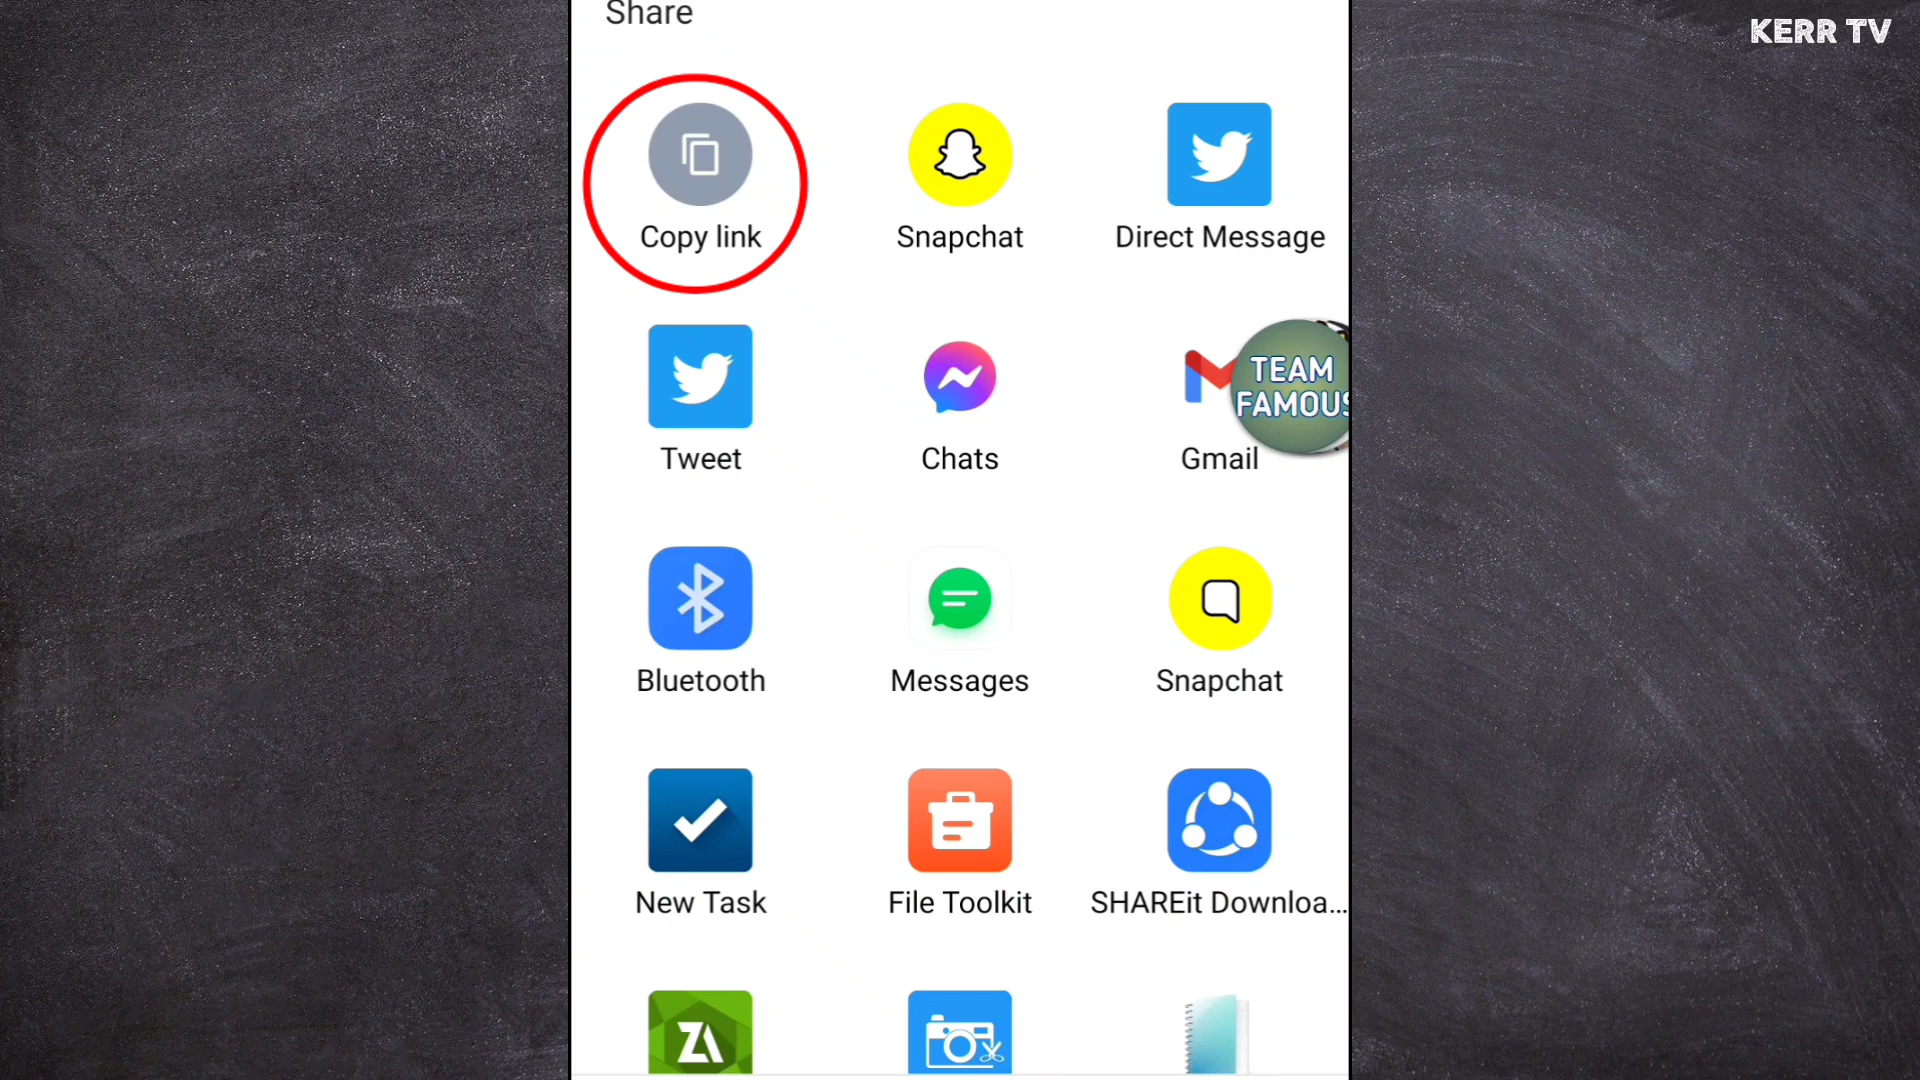 KERR TV
Share
Copy link
Snapchat
Direct Message
Tweet
Chats
Gmail
TEAM
FAMOUS
Bluetooth
Messages
Snapchat
New Task
File Toolkit
SHAREit Downloa...
ZA